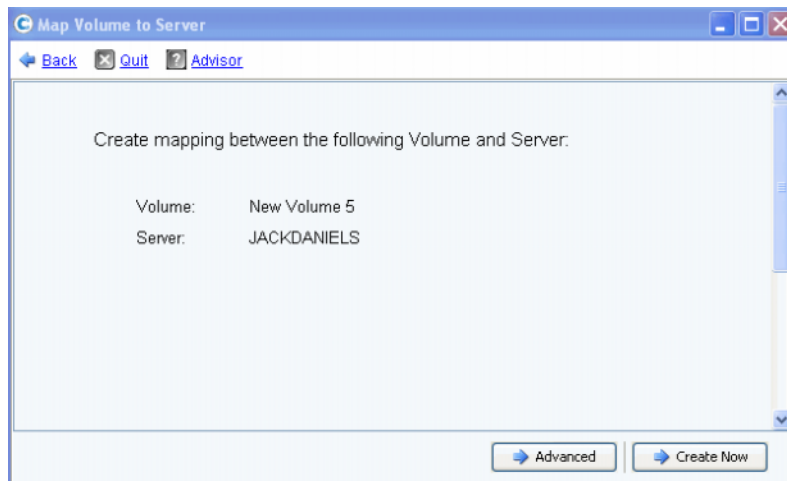 Map Volume to Server
Back Quit ? Advisor
Create mapping between the following Volume and Server:
Volume: New Volume 5
Server: JACKDANIELS
Advanced Create Now